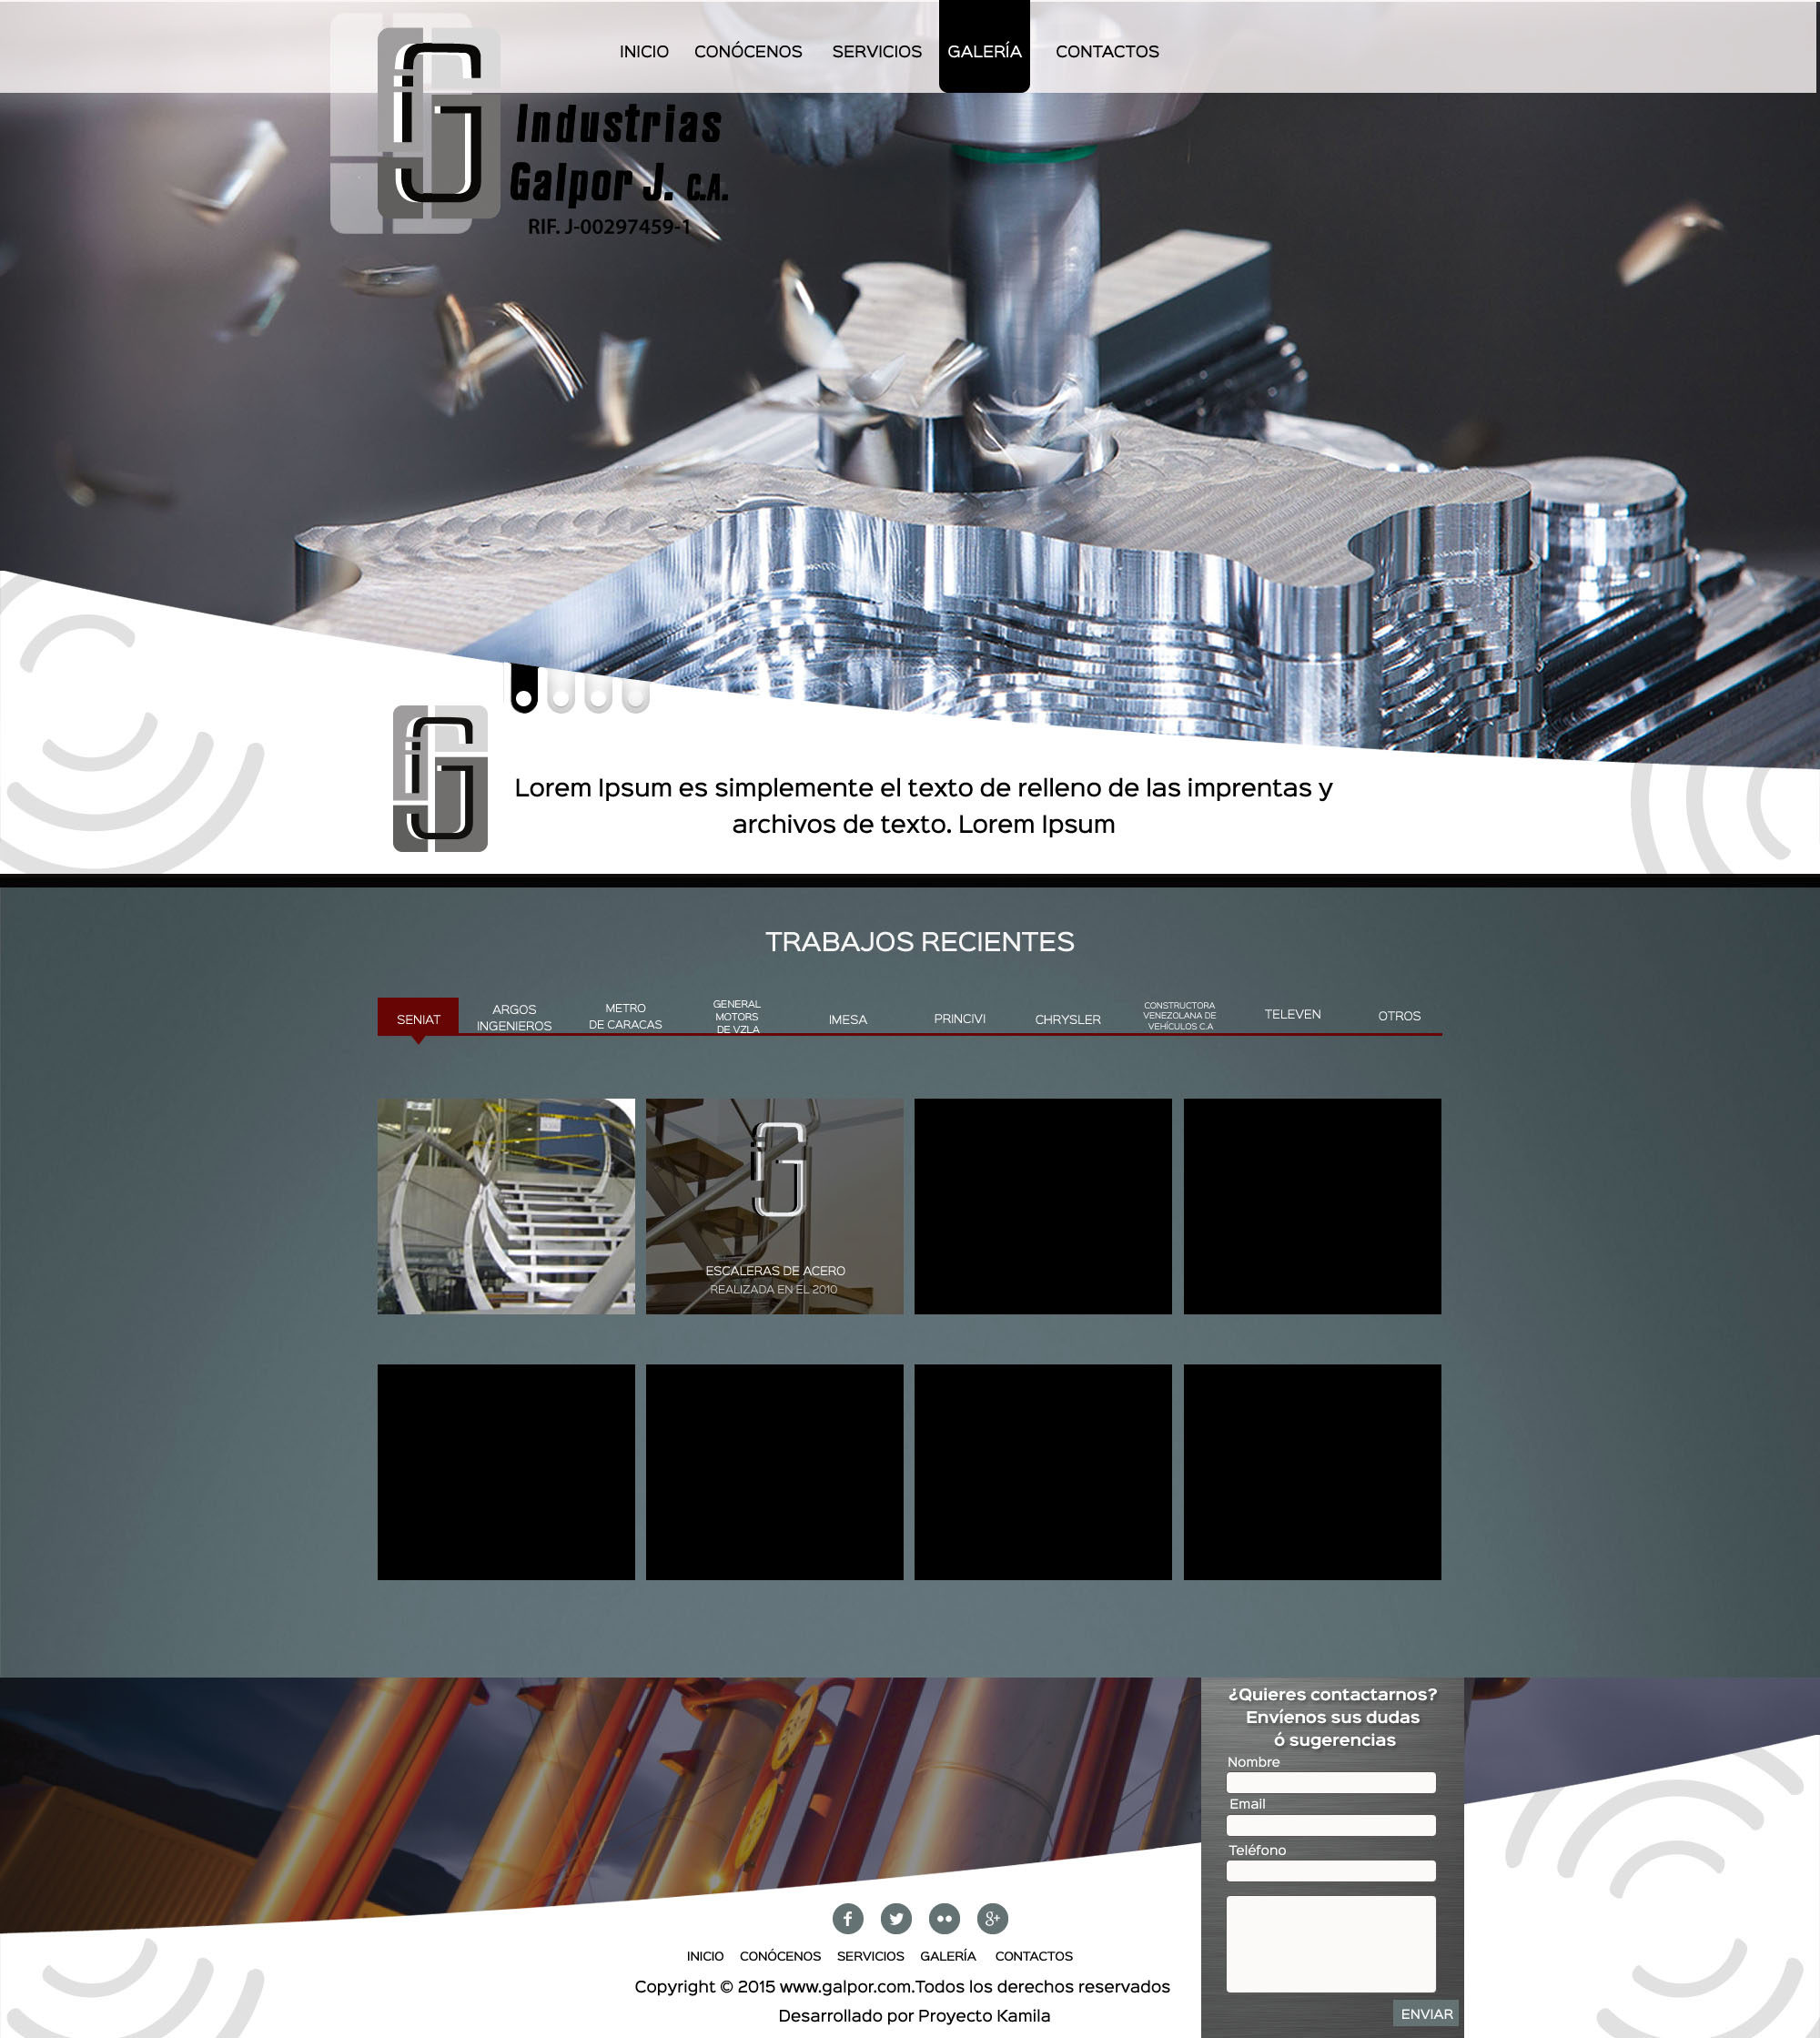 INICIO CONÓCENOS SERVICIOS GALERÍA CONTACTOS
Industrias
Galpor J. C.A.
RIF. J-00297459-1
Lorem Ipsum es simplemente el texto de relleno de las imprentas y
archivos de texto. Lorem Ipsum
TRABAJOS RECIENTES
SENIAT
ARGOS
INGENIEROS
METRO
DE CARACAS
GENERAL
MOTORS
DE VZLA
IMESA
PRINCIVI
CHRYSLER
CONSTRUCTORA
VENEZOLANA DE
VEHÍCULOS C.A
TELEVEN
OTROS
ESCALERAS DE ACERO
REALIZADA EN EL 2010
¿Quieres contactarnos?
Envíenos sus dudas
ó sugerencias
Nombre
Email
Teléfono
ENVIAR
INICIO CONÓCENOS SERVICIOS GALERÍA CONTACTOS
Copyright © 2015 www.galpor.com.Todos los derechos reservados
Desarrollado por Proyecto Kamila